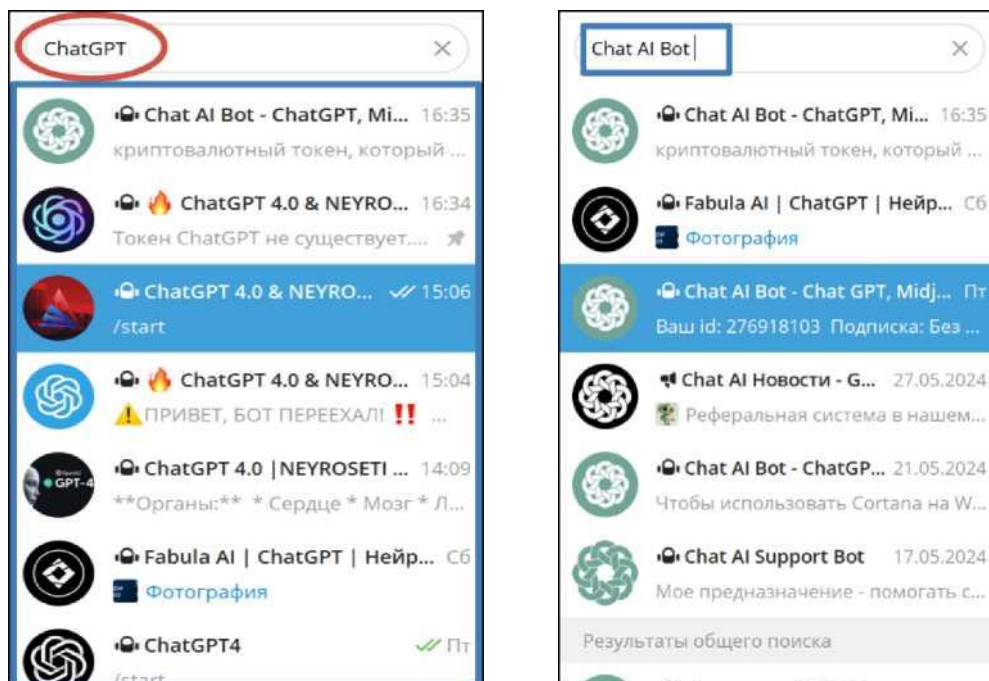 ChatGPT
Chat AI Bot - ChatGPT, Mi... 16:35
криптовалютный токен, который ...
ChatGPT 4.0 & NEYRO... 16:34
Токен ChatGPT не существует....
ChatGPT 4.0 & NEYRO... 15:06
/start
ChatGPT 4.0 & NEYRO... 15:04
ПРИВЕТ, БОТ ПЕРЕЕХАЛ! ...
GPT-4
ChatGPT 4.0 |NEYROSETI ... 14:09
**Органы:** * Сердце * Мозг * Л...
Fabula AI | ChatGPT | Нейр... Сб
Фотография
ChatGPT4 Пт
/start
Chat AI Bot
Chat AI Bot - ChatGPT, Mi... 16:35
криптовалютный токен, который ...
Fabula AI | ChatGPT | Нейр... Сб
Фотография
Chat AI Bot - Chat GPT, Midj... Пт
Ваш id: 276918103 Подписка: Без ...
Chat AI Новости - G... 27.05.2024
Реферальная система в нашем...
Chat AI Bot - ChatGP... 21.05.2024
Чтобы использовать Cortana на W...
Chat AI Support Bot 17.05.2024
Мое предназначение - помогать с...
Результаты общего поиска